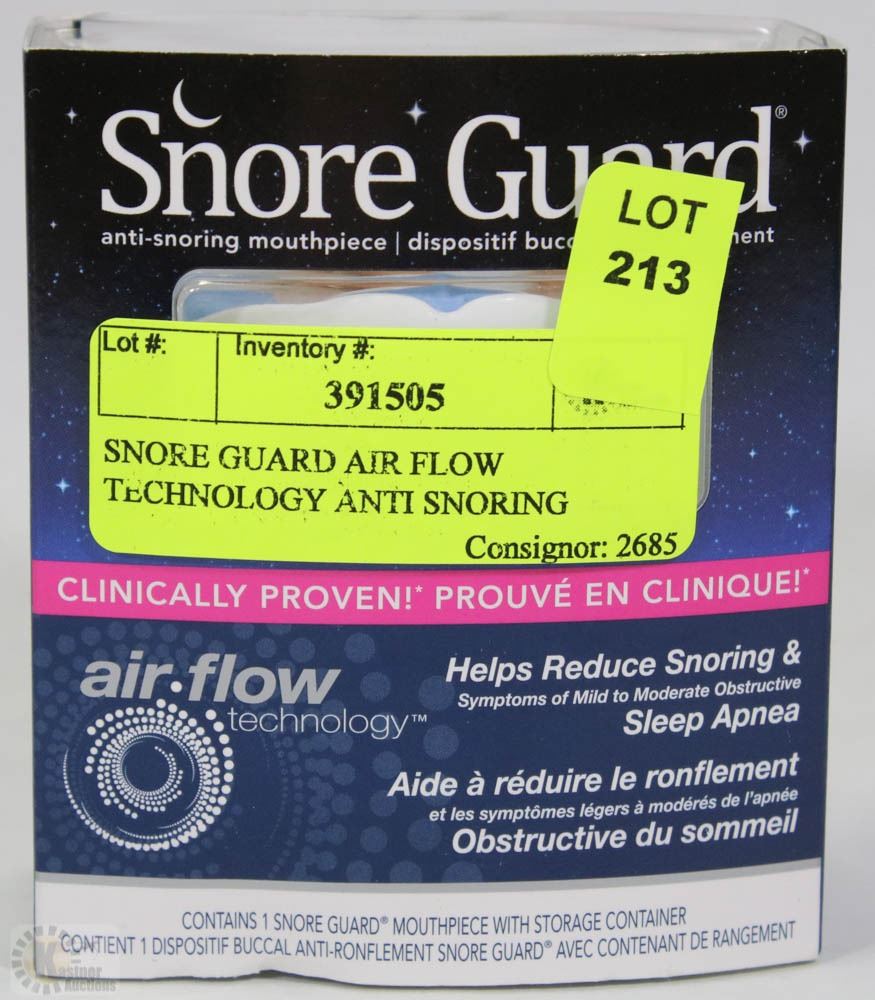 Snore Guard®
anti-snoring mouthpiece | dispositif
LOT
213
Lot #: Inventory #:
391505
SNORE GUARD AIR FLOW
TECHNOLOGY ANTI SNORING
Consignor: 2685
CLINICALLY PROVEN!* PROUVÉ EN CLINIQUE!*
air·flow
technology™
Helps Reduce Snoring &
Symptoms of Mild to Moderate Obstructive
Sleep Apnea
Aide à réduire le ronflement
et les symptômes légers à modérés de l'apnée
Obstructive du sommeil
CONTAINS 1 SNORE GUARD® MOUTHPIECE WITH STORAGE CONTAINER
CONTIENT 1 DISPOSITIF BUCCAL ANTI-RONFLEMENT SNORE GUARD® AVEC CONTENANT DE RANGEMENT
Kastner
Auctions